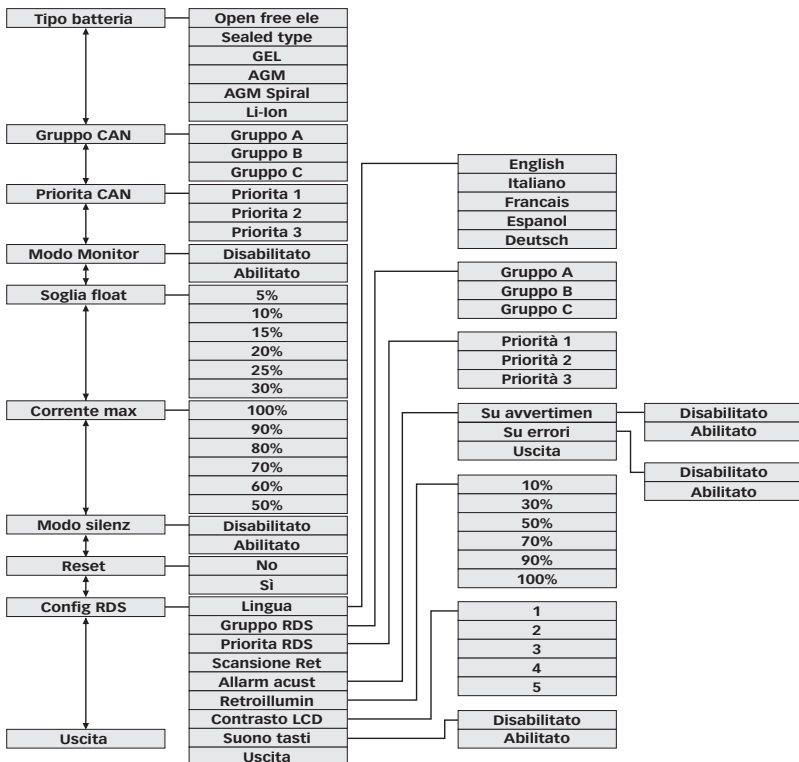 Tipo batteria
Open free ele
Sealed type
GEL
AGM
AGM Spiral
Li-Ion
Gruppo CAN
Gruppo A
Gruppo B
Gruppo C
Priorita CAN
Priorita 1
Priorita 2
Priorita 3
Modo Monitor
Disabilitato
Abilitato
Soglia float
5%
10%
15%
20%
25%
30%
Corrente max
100%
90%
80%
70%
60%
50%
Modo silenz
Disabilitato
Abilitato
Reset
No
Sì
Config RDS
Lingua
Gruppo RDS
Priorita RDS
Scansione Ret
Allarm acust
Retroillumin
Contrasto LCD
Suono tasti
Uscita
Uscita
English
Italiano
Francais
Espanol
Deutsch
Gruppo A
Gruppo B
Gruppo C
Priorità 1
Priorità 2
Priorità 3
Su avvertimen
Su errori
Uscita
Disabilitato
Abilitato
Disabilitato
Abilitato
10%
30%
50%
70%
90%
100%
1
2
3
4
5
Disabilitato
Abilitato